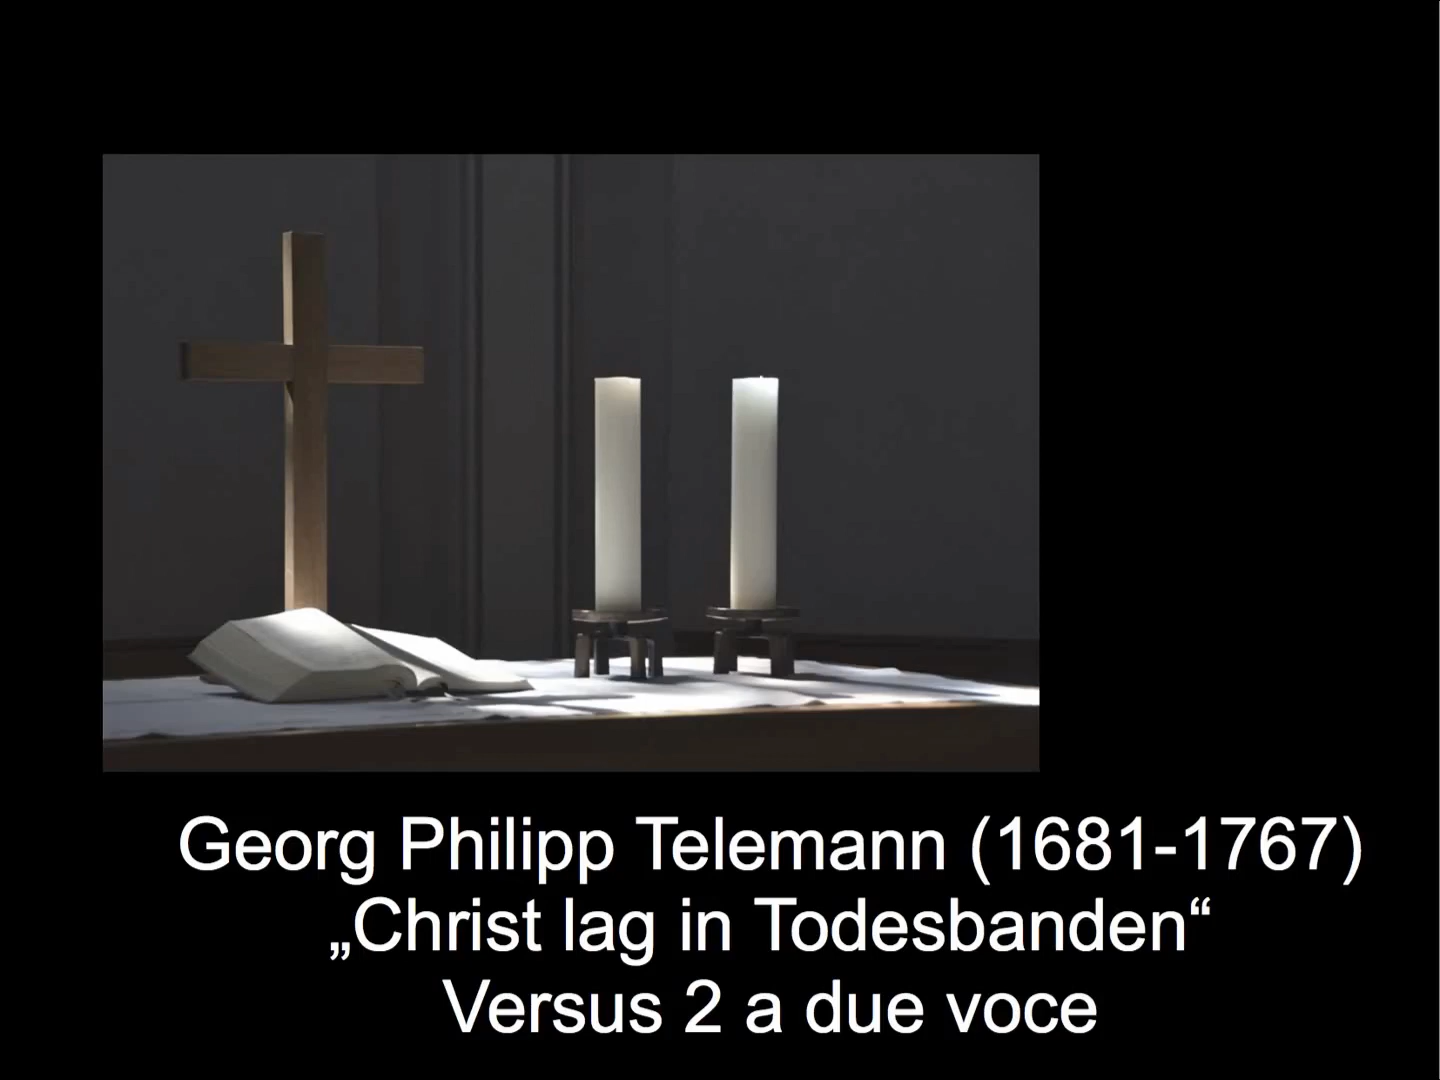 Georg Philipp Telemann (1681-1767)
„Christ lag in Todesbanden“
Versus 2 a due voce